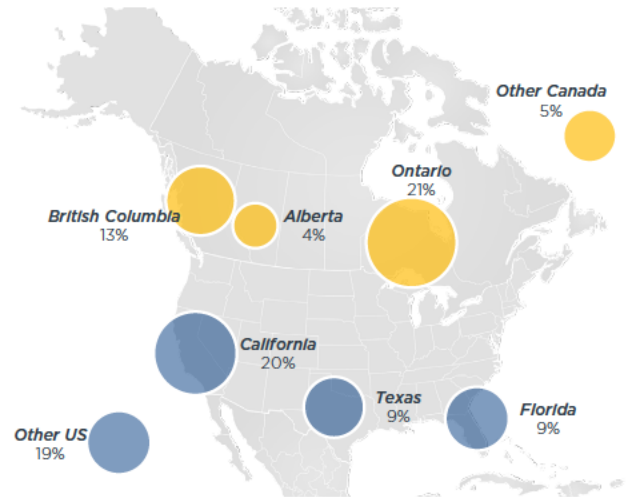 Other Canada
5%
Ontario
21%
British Columbia
13%
Alberta
4%
California
20%
Texas
9%
Florida
9%
Other US
19%